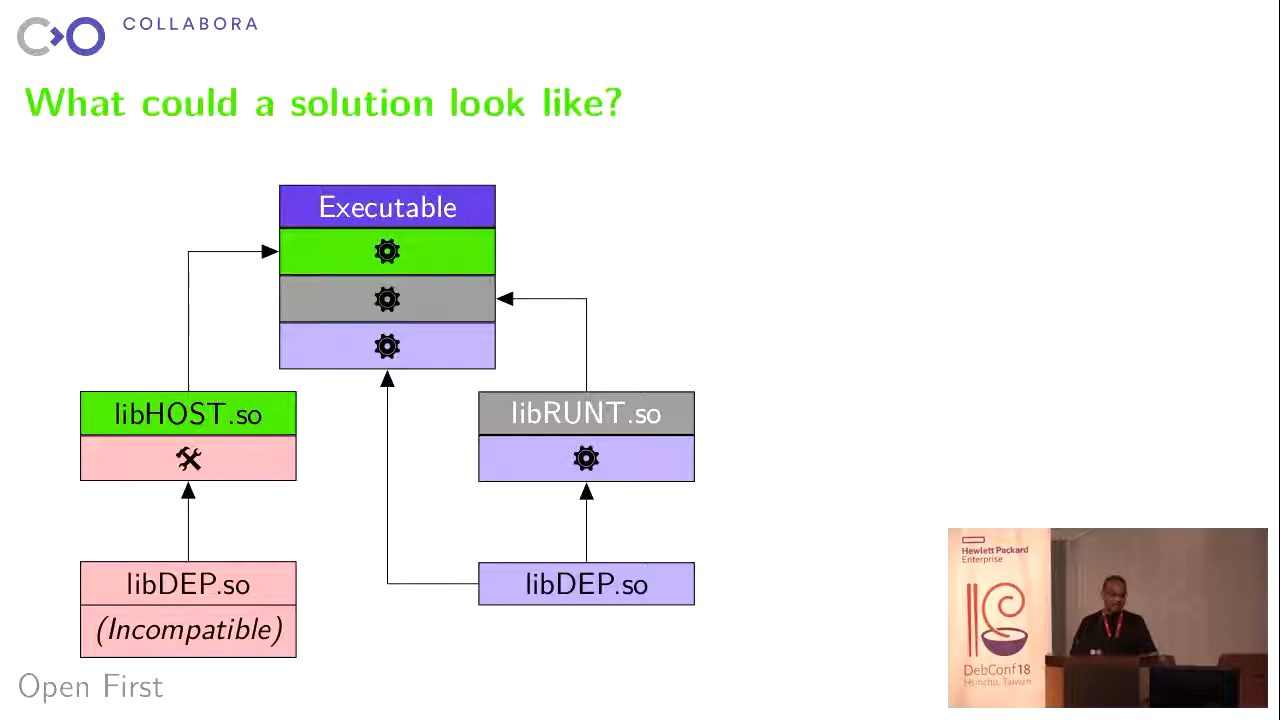 COLLABORA
What could a solution look like?
Executable
libHOST.so
libRUNT.so
libDEP.so
(Incompatible)
libDEP.so
Open First
Hewlett Packard
Enterprise
DebConf18
Hsinchu, Taiwan